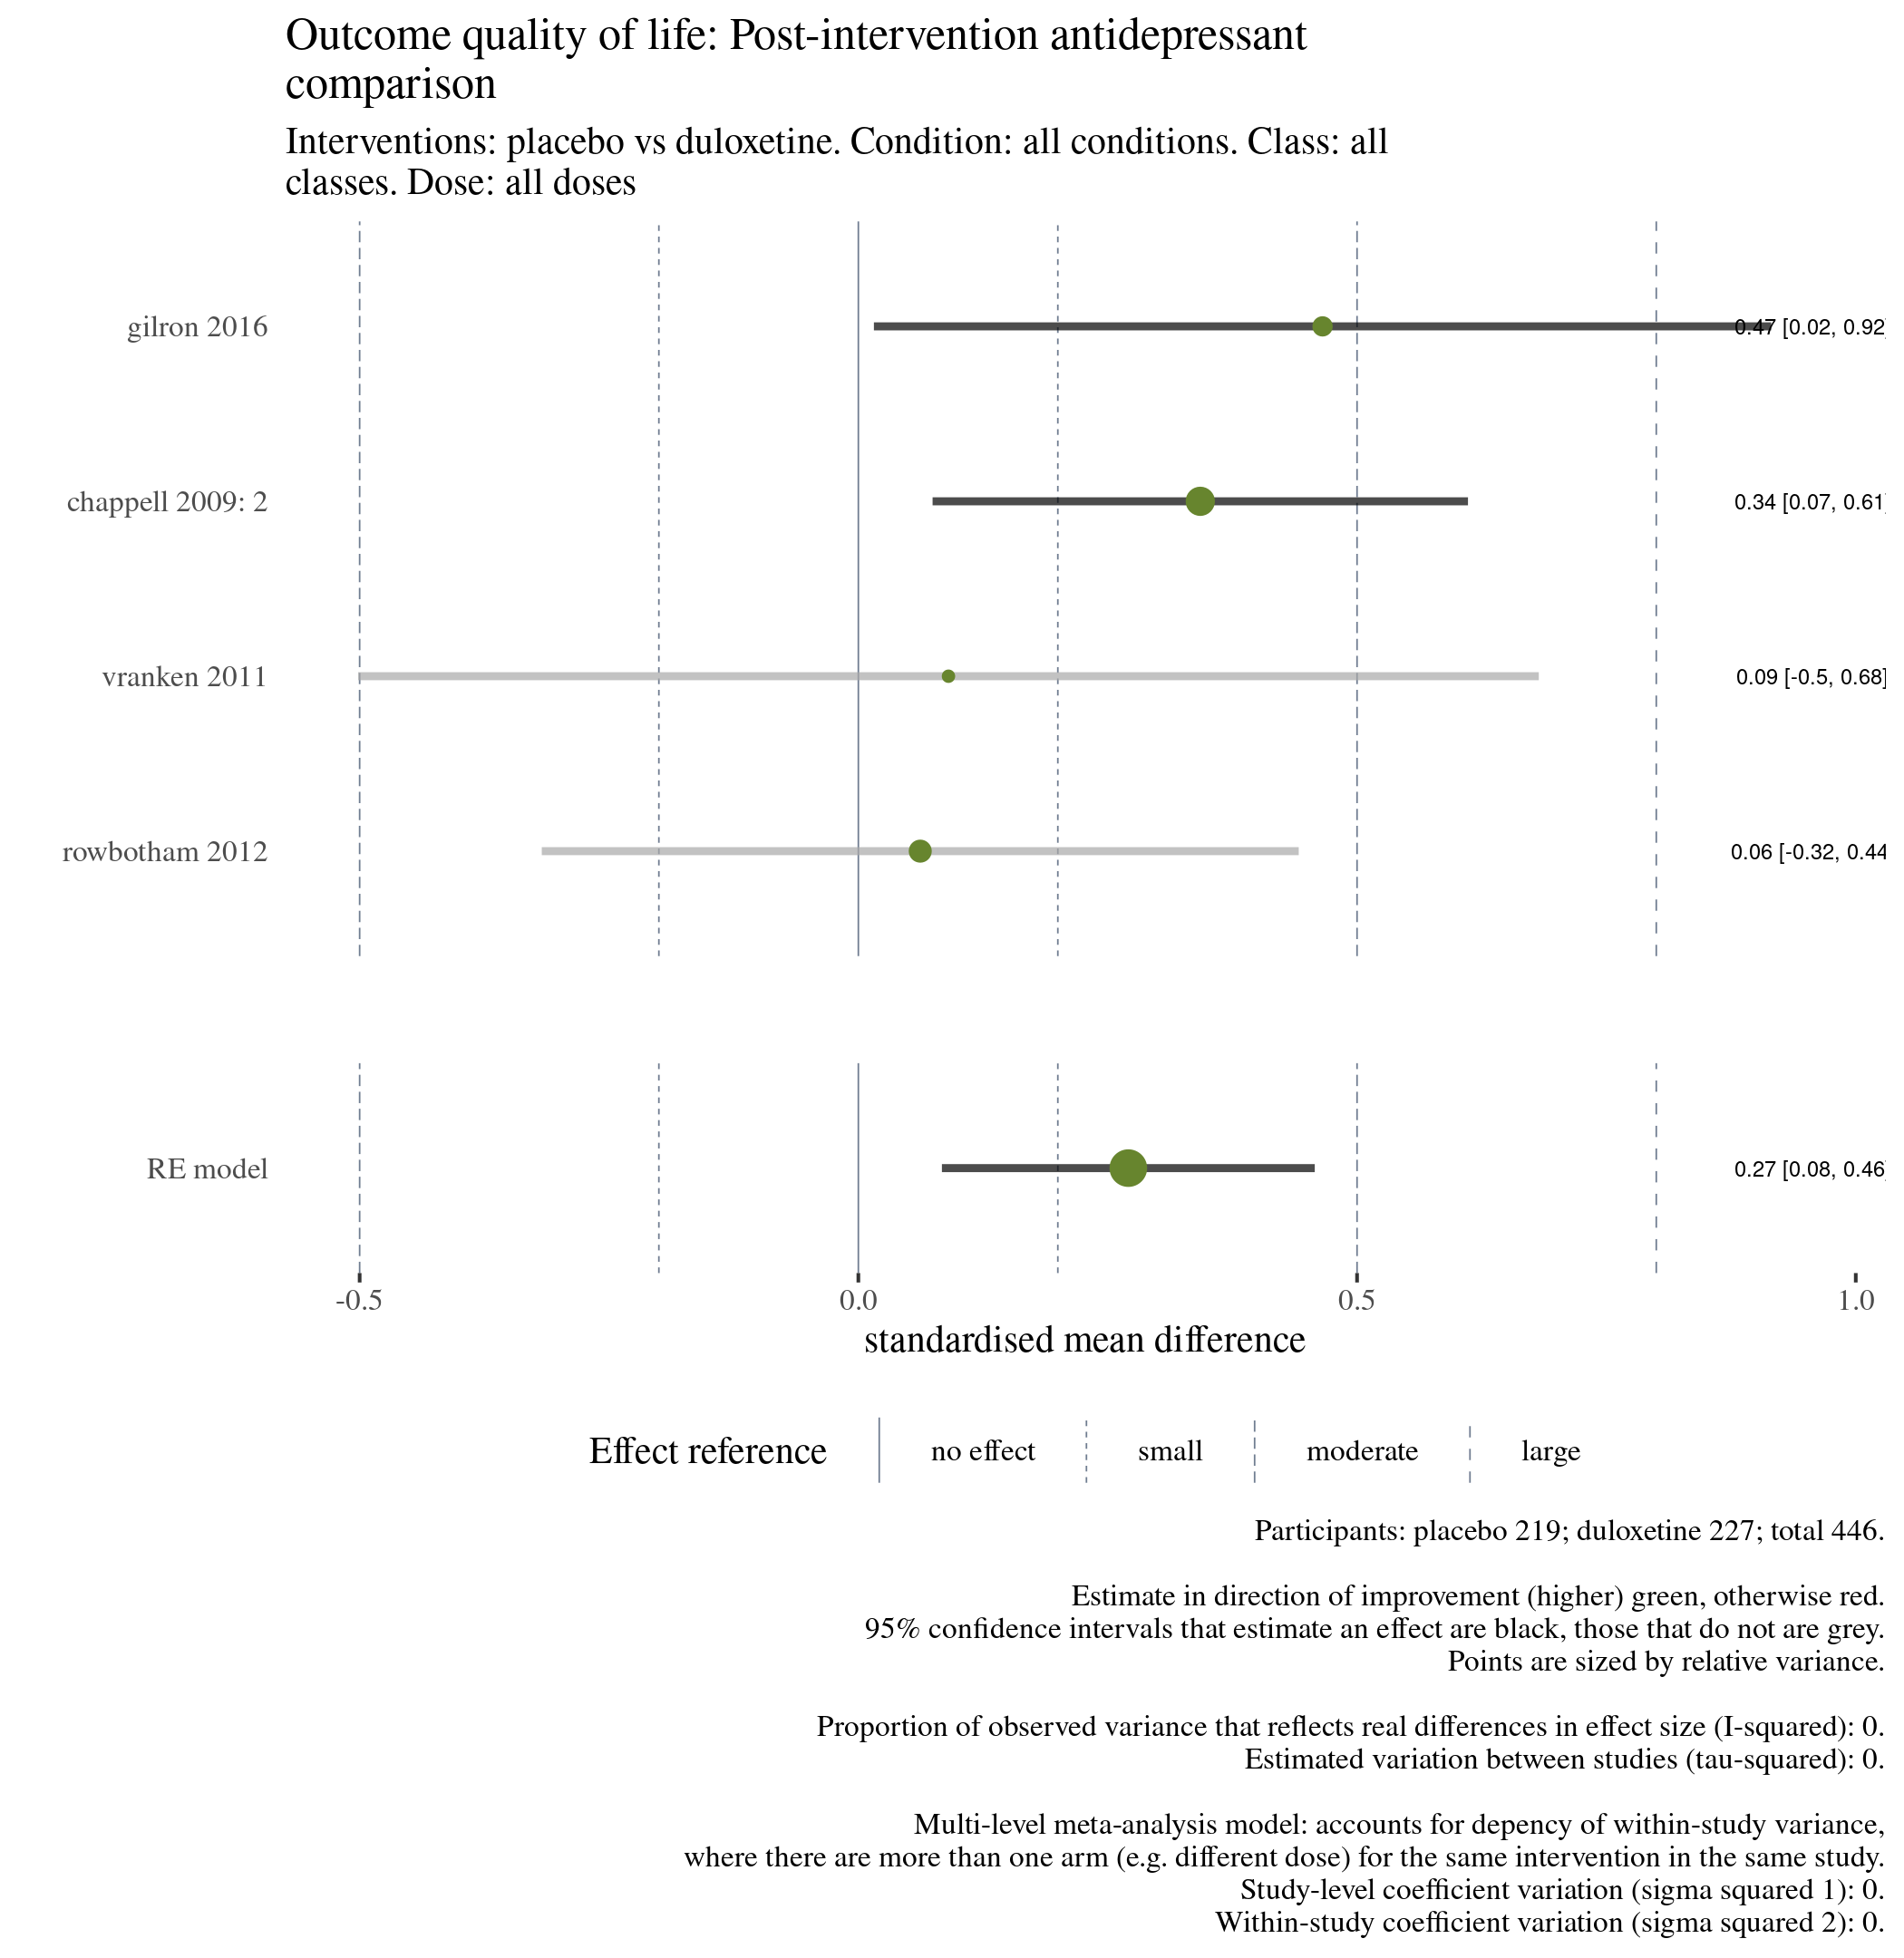 Outcome quality of life: Post-intervention antidepressant
comparison
Interventions: placebo vs duloxetine. Condition: all conditions. Class: all
classes. Dose: all doses
gilron 2016
0.47 [0.02, 0.92]
chappell 2009: 2
0.34 [0.07, 0.61]
vranken 2011
0.09 [-0.5, 0.68]
rowbotham 2012
0.06 [-0.32, 0.44
RE model
0.27 [0.08, 0.46]
-0.5 0.0 0.5 1.0
standardised mean difference
Effect reference no effect small moderate large
Participants: placebo 219; duloxetine 227; total 446.
Estimate in direction of improvement (higher) green, otherwise red.
95% confidence intervals that estimate an effect are black, those that do not are grey.
Points are sized by relative variance.
Proportion of observed variance that reflects real differences in effect size (I-squared): 0.
Estimated variation between studies (tau-squared): 0.
Multi-level meta-analysis model: accounts for depency of within-study variance,
where there are more than one arm (e.g. different dose) for the same intervention in the same study.
Study-level coefficient variation (sigma squared 1): 0.
Within-study coefficient variation (sigma squared 2): 0.